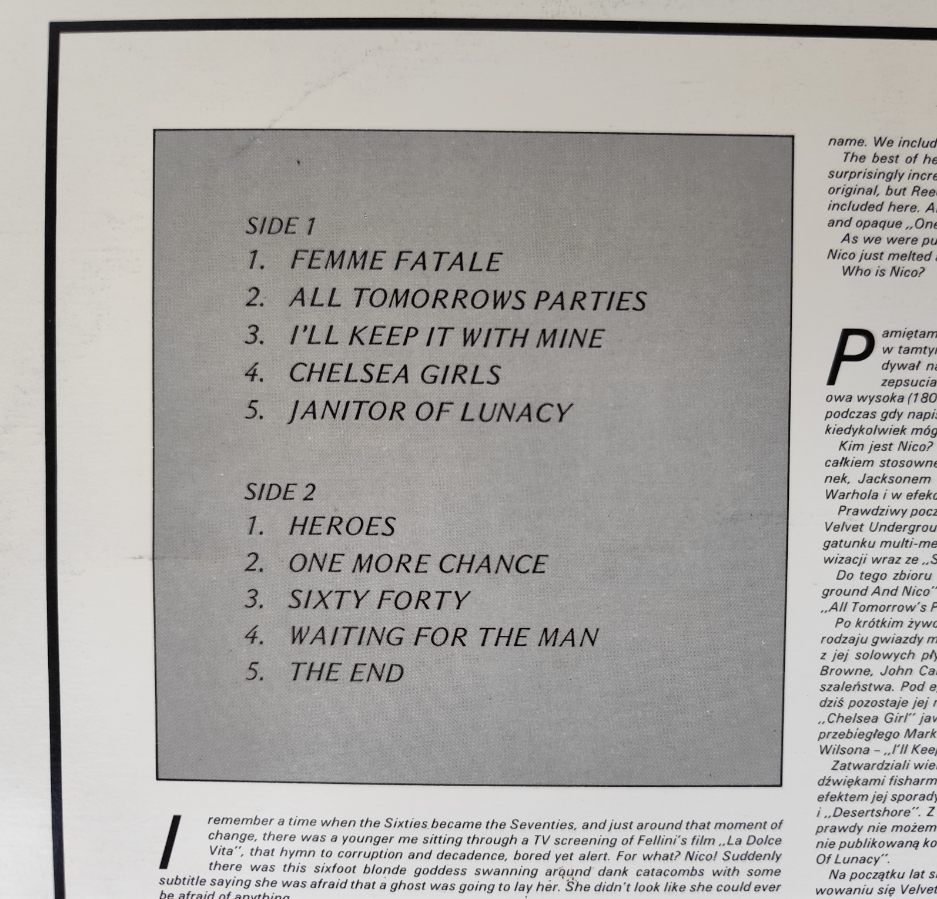 SIDE 1
1. FEMME FATALE
2. ALL TOMORROWS PARTIES
3. I'LL KEEP IT WITH MINE
4. CHELSEA GIRLS
5. JANITOR OF LUNACY
SIDE 2
1. HEROES
2. ONE MORE CHANCE
3. SIXTY FORTY
4. WAITING FOR THE MAN
5. THE END
I remember a time when the Sixties became the Seventies, and just around that moment of
change, there was a younger me sitting through a TV screening of Fellini's film „La Dolce
Vita", that hymn to corruption and decadence, bored yet alert. For what? Nico! Suddenly
there was this sixfoot blonde goddess swanning around dank catacombs with some
subtitle saying she was afraid that a ghost was going to lay her. She didn't look like she could ever
be afraid of anything.
name. We includ
The best of he
surprisingly incre
original, but Ree
included here. A
and opaque „One
As we were pu
Nico just melted
Who is Nico?
Pamiętam
w tamty
dywał na
zepsucia
owa wysoka (180
podczas gdy napis
kiedykolwiek móg
Kim jest Nico?
całkiem stosowne
nek, Jacksonem
Warhola i w efekc
Prawdziwy pocz
Velvet Undergrou
gatunku multi-me
wizacji wraz ze „S
Do tego zbioru
ground And Nico"
„All Tomorrow's P
Po krótkim żywo
rodzaju gwiazdy m
z jej solowych pły
Browne, John Ca
szaleństwa. Pod e
dziś pozostaje jej
„Chelsea Girl" jaw
przebiegłego Mark
Wilsona – „I'll Keep
Zatwardziali wie
dźwiękami fisharm
efektem jej sporady
i „Desertshore". Z
prawdy nie możem
nie publikowaną ko
Of Lunacy".
Na początku lat
wowaniu się Velvet